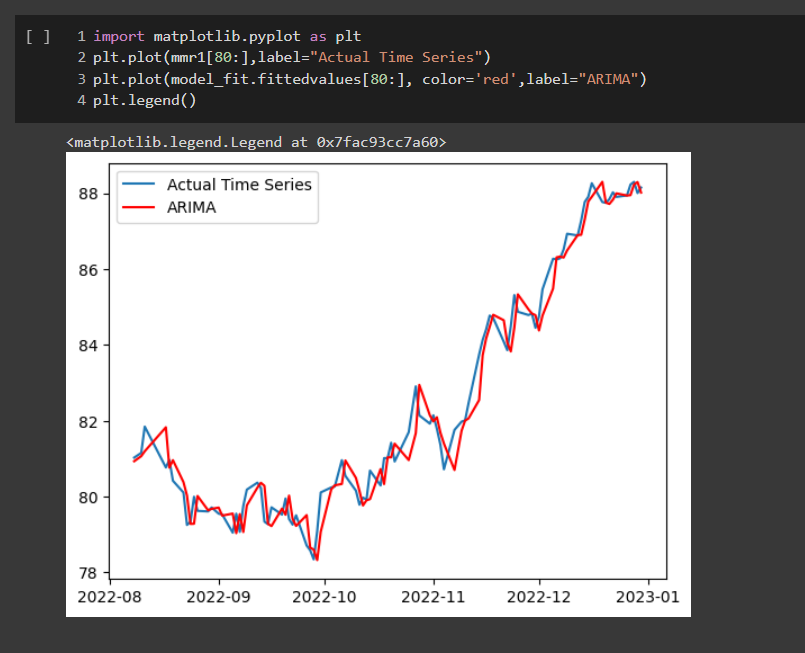 [ ] 1 import matplotlib.pyplot as plt
2 plt.plot(mmr1[80:],label="Actual Time Series")
3 plt.plot(model_fit.fittedvalues[80:], color='red',label="ARIMA")
4 plt.legend()
<matplotlib.legend.Legend at 0x7fac93cc7a60>
Actual Time Series
ARIMA
88
86
84
82
80
78
2022-08 2022-09 2022-10 2022-11 2022-12 2023-01